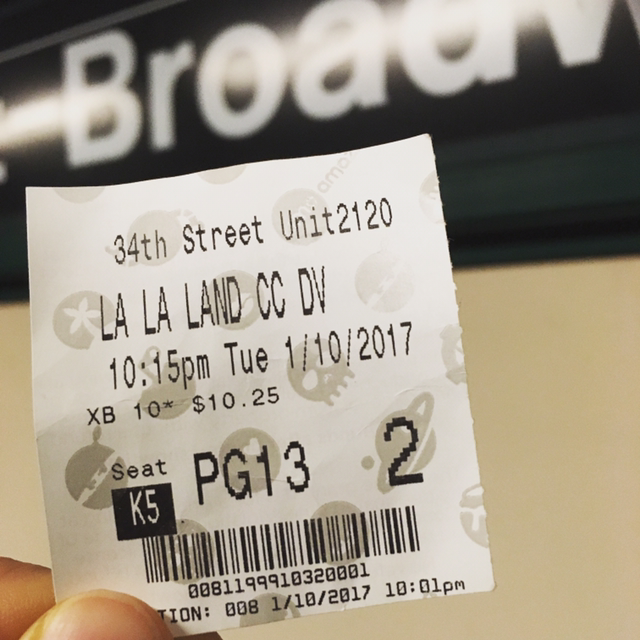 Broadw
34th Street Unit2120
LA LA LAND CC DV
10:15pm Tue 1/10/2017
XB 10* $10.25
Seat
PG13 2
K5
0081199910320001
TION: 008 1/10/2017 10:01pm